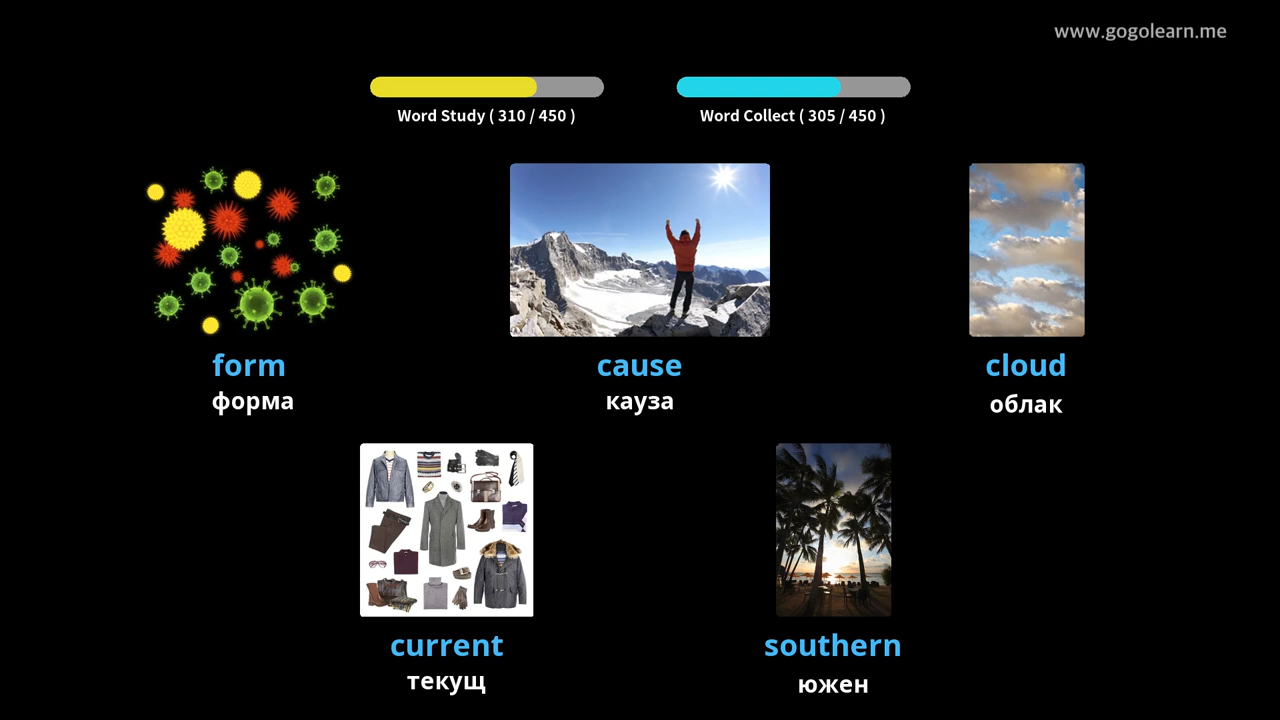 www.gogolearn.me
Word Study ( 310 / 450 )
Word Collect ( 305 / 450 )
form
форма
cause
кауза
cloud
облак
current
текущ
southern
южен